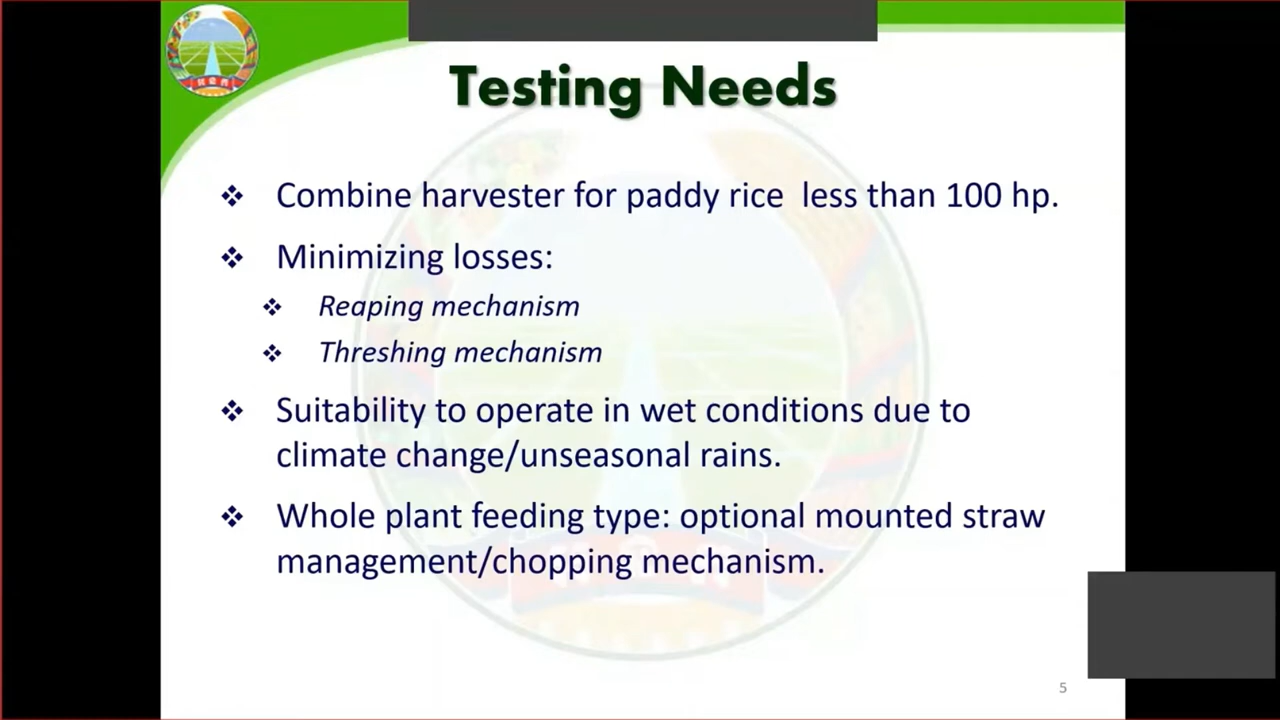 Testing Needs
❖ Combine harvester for paddy rice less than 100 hp.
❖ Minimizing losses:
❖ Reaping mechanism
❖ Threshing mechanism
❖ Suitability to operate in wet conditions due to
climate change/unseasonal rains.
❖ Whole plant feeding type: optional mounted straw
management/chopping mechanism.
5